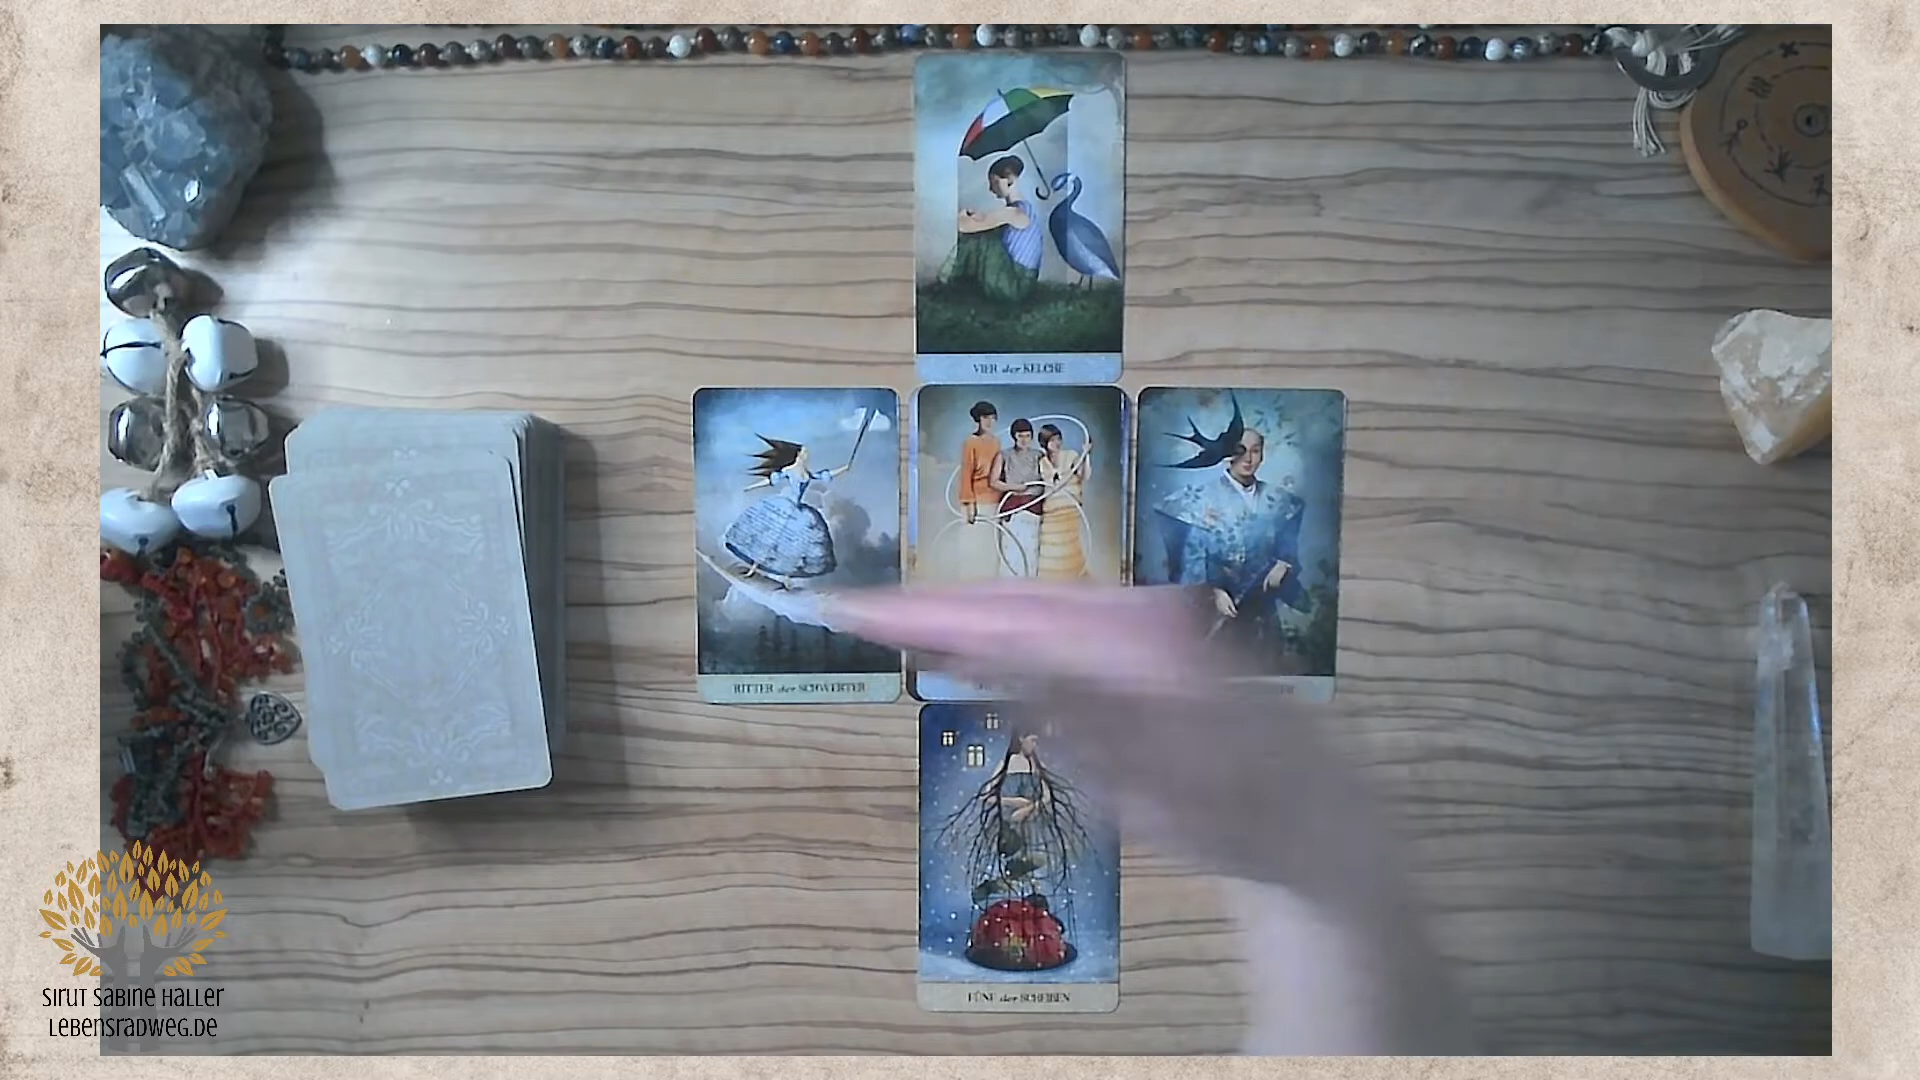 VIER der KELCHE
RITTER der SCHWERTER
FÜNF der SCHEIBEN
SIRUT SABINE HALLER
LEBENSRADWEG.DE